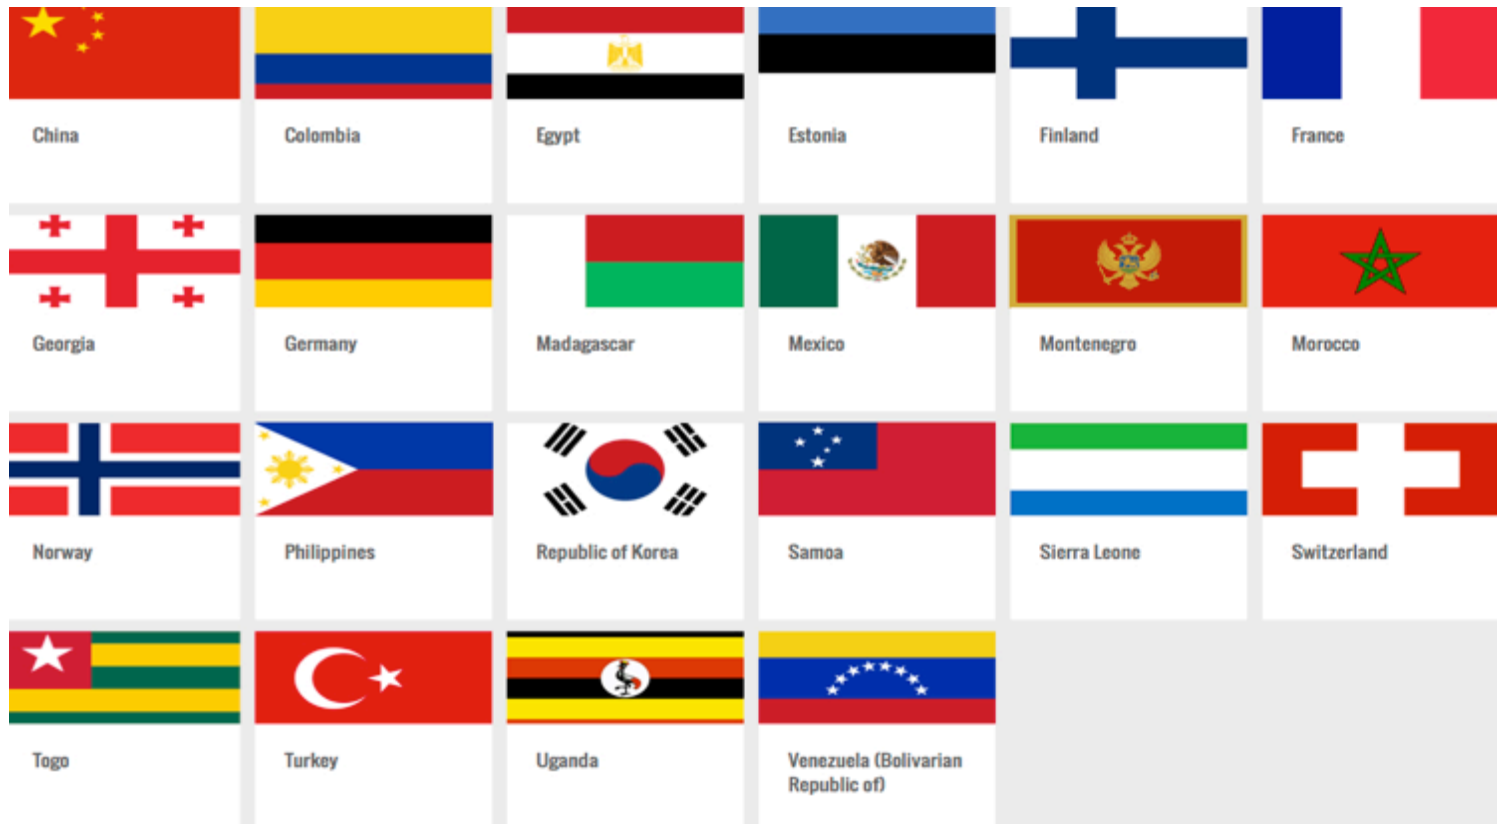 China
Colombia
Egypt
Estonia
Finland
France
Georgia
Germany
Madagascar
Mexico
Montenegro
Morocco
Norway
Philippines
Republic of Korea
Samoa
Sierra Leone
Switzerland
Togo
Turkey
Uganda
Venezuela (Bolivarian
Republic of)